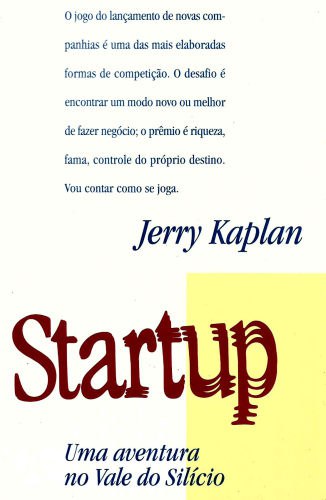 O jogo do lançamento de novas com-
panhias é uma das mais elaboradas
formas de competição. O desafio é
encontrar um modo novo ou melhor
de fazer negócio; o prêmio é riqueza,
fama, controle do próprio destino.
Vou contar como se joga.
Jerry Kaplan
Startup
Uma aventura
no Vale do Silício